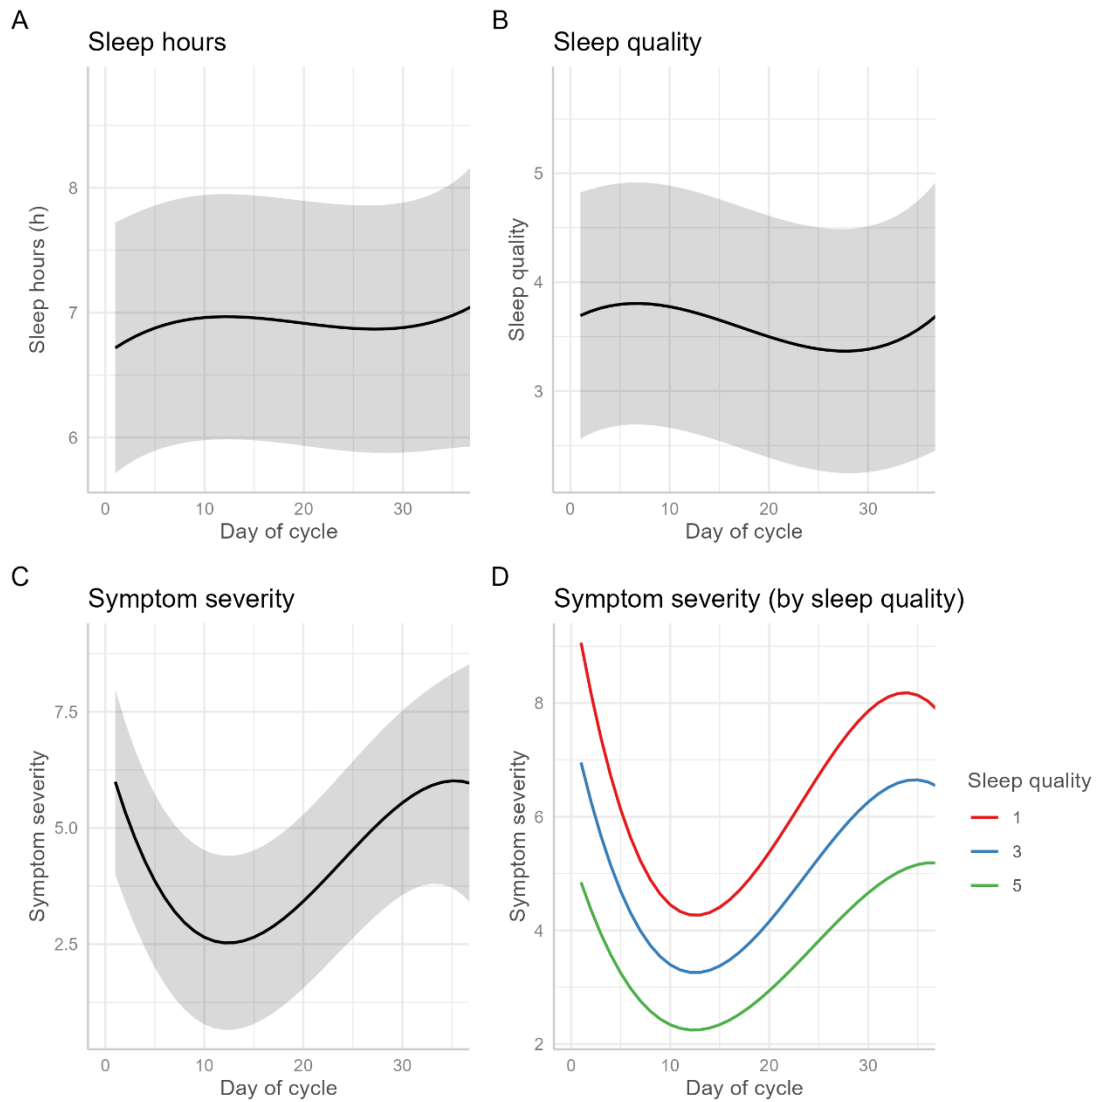 A
Sleep hours
Sleep hours (h)
8
7
6
0 10 20 30
Day of cycle
B
Sleep quality
Sleep quality
5
4
3
0 10 20 30
Day of cycle
C
Symptom severity
Symptom severity
7.5
5.0
2.5
0 10 20 30
Day of cycle
D
Symptom severity (by sleep quality)
Symptom severity
8
6
4
2
0 10 20 30
Day of cycle
Sleep quality
1
3
5